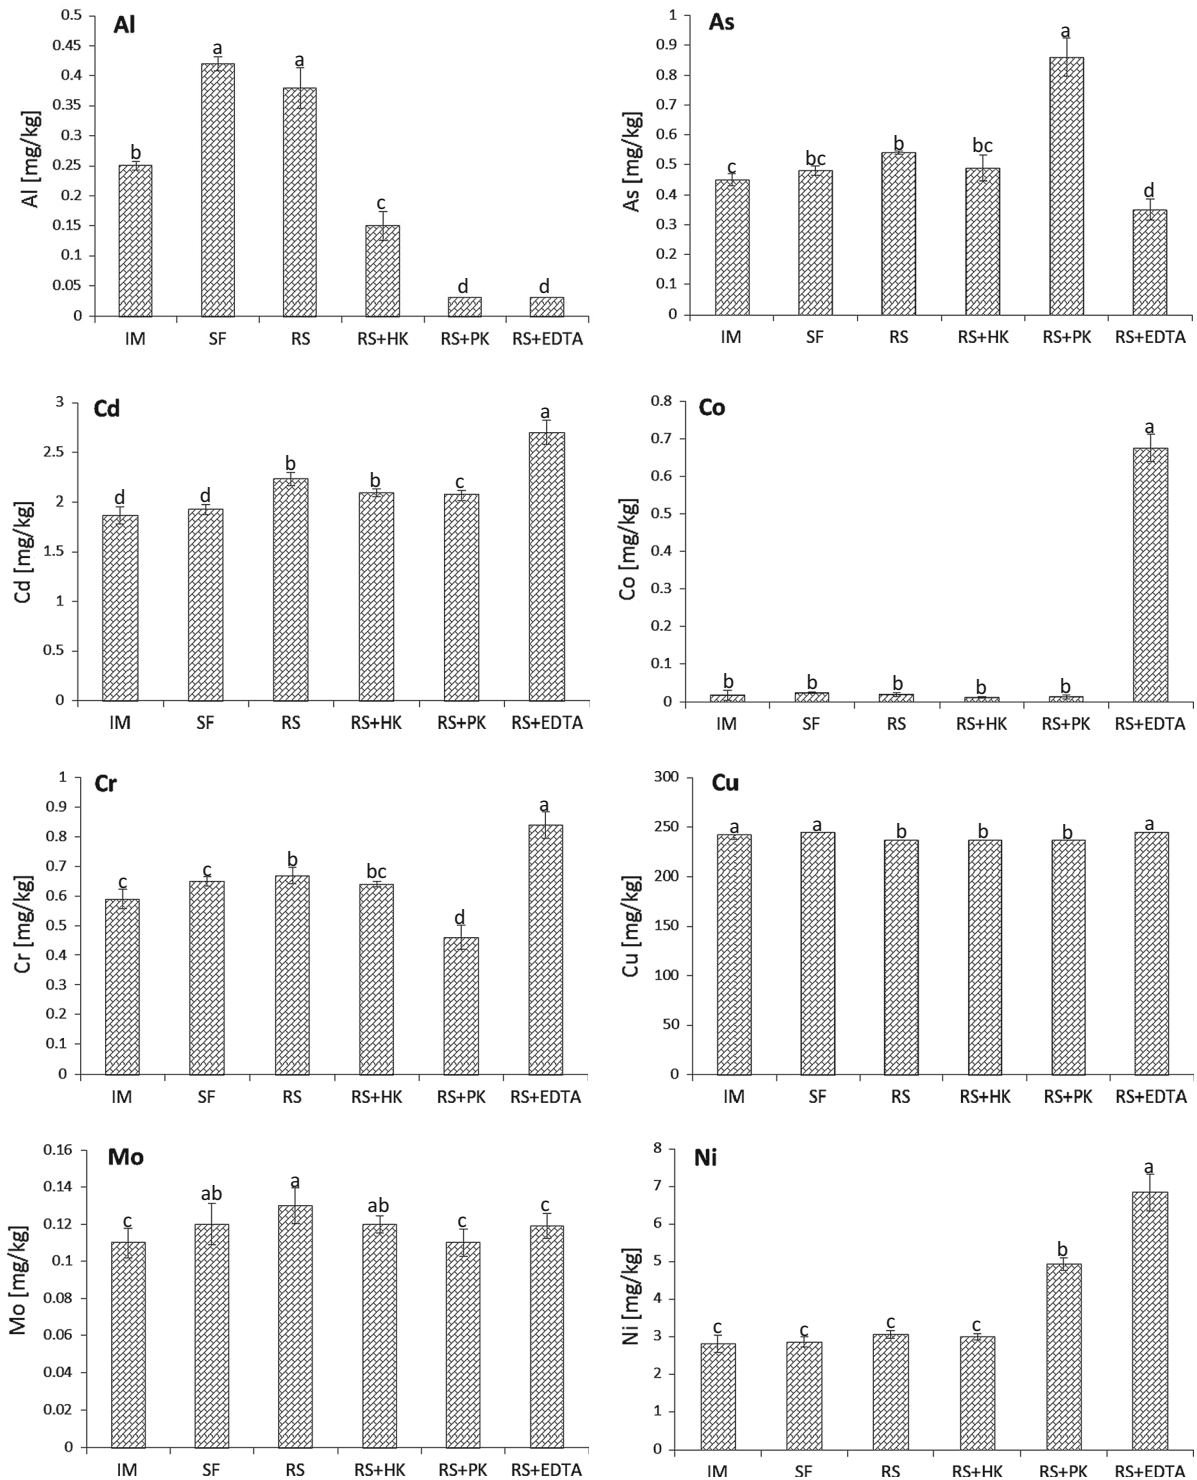 Al
Al [mg/kg]
0.5
0.45
0.4
0.35
0.3
0.25
0.2
0.15
0.1
0.05
0
b
a
a
c
d
d
IM SF RS RS+HK RS+PK RS+EDTA
As
As [mg/kg]
1
0.9
0.8
0.7
0.6
0.5
0.4
0.3
0.2
0.1
0
c
bc
b
bc
a
d
IM SF RS RS+HK RS+PK RS+EDTA
Cd
Cd [mg/kg]
3
2.5
2
1.5
1
0.5
0
d
d
b
b
c
a
IM SF RS RS+HK RS+PK RS+EDTA
Co
Co [mg/kg]
0.8
0.7
0.6
0.5
0.4
0.3
0.2
0.1
0
b
b
b
b
b
a
IM SF RS RS+HK RS+PK RS+EDTA
Cr
Cr [mg/kg]
1
0.9
0.8
0.7
0.6
0.5
0.4
0.3
0.2
0.1
0
c
c
b
bc
d
a
IM SF RS RS+HK RS+PK RS+EDTA
Cu
Cu [mg/kg]
300
250
200
150
100
50
0
a
a
b
b
b
a
IM SF RS RS+HK RS+PK RS+EDTA
Mo
Mo [mg/kg]
0.16
0.14
0.12
0.1
0.08
0.06
0.04
0.02
0
c
ab
a
ab
c
c
IM SF RS RS+HK RS+PK RS+EDTA
Ni
Ni [mg/kg]
8
7
6
5
4
3
2
1
0
c
c
c
c
b
a
IM SF RS RS+HK RS+PK RS+EDTA